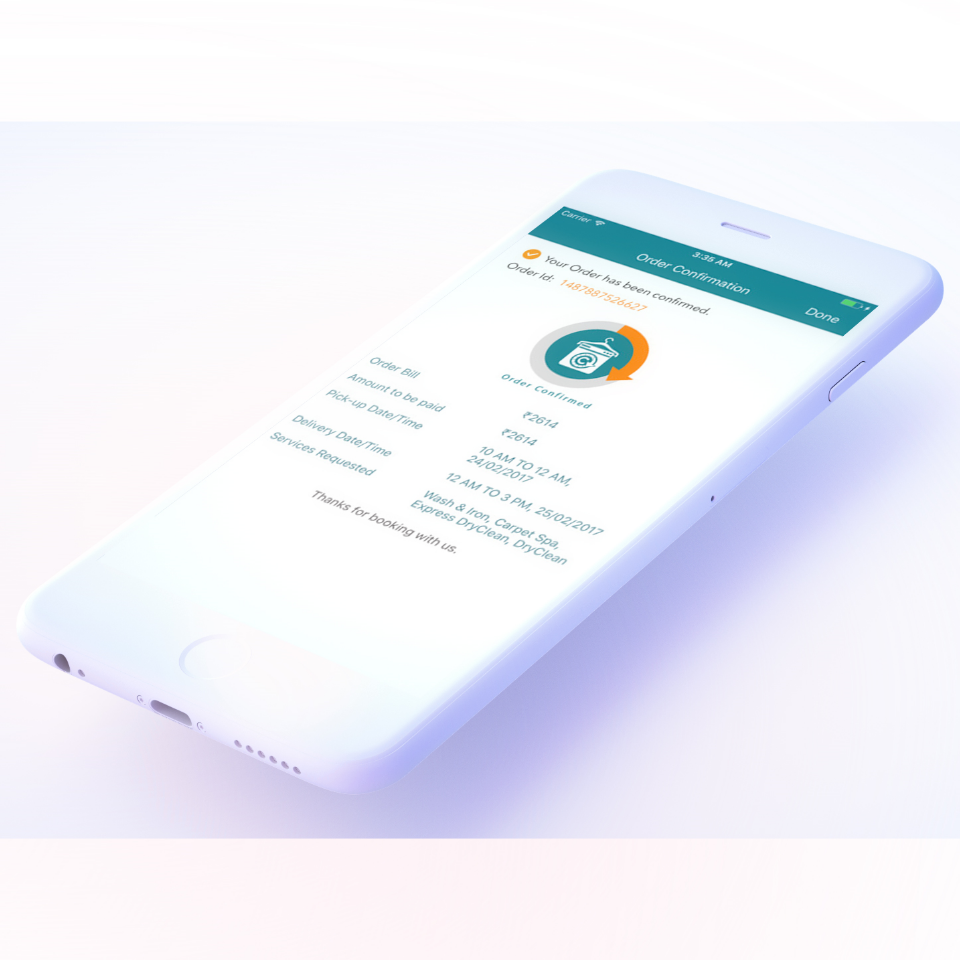 Carrier
3:35 AM
Order Confirmation
Done
Your Order has been confirmed.
Order Id: 1487887526627
Order Confirmed
Order Bill ₹2614
Amount to be paid ₹2614
Pick-up Date/Time 10 AM TO 12 AM,
24/02/2017
Delivery Date/Time 12 AM TO 3 PM, 25/02/2017
Services Requested Wash & Iron, Carpet Spa,
Express DryClean, DryClean
Thanks for booking with us.